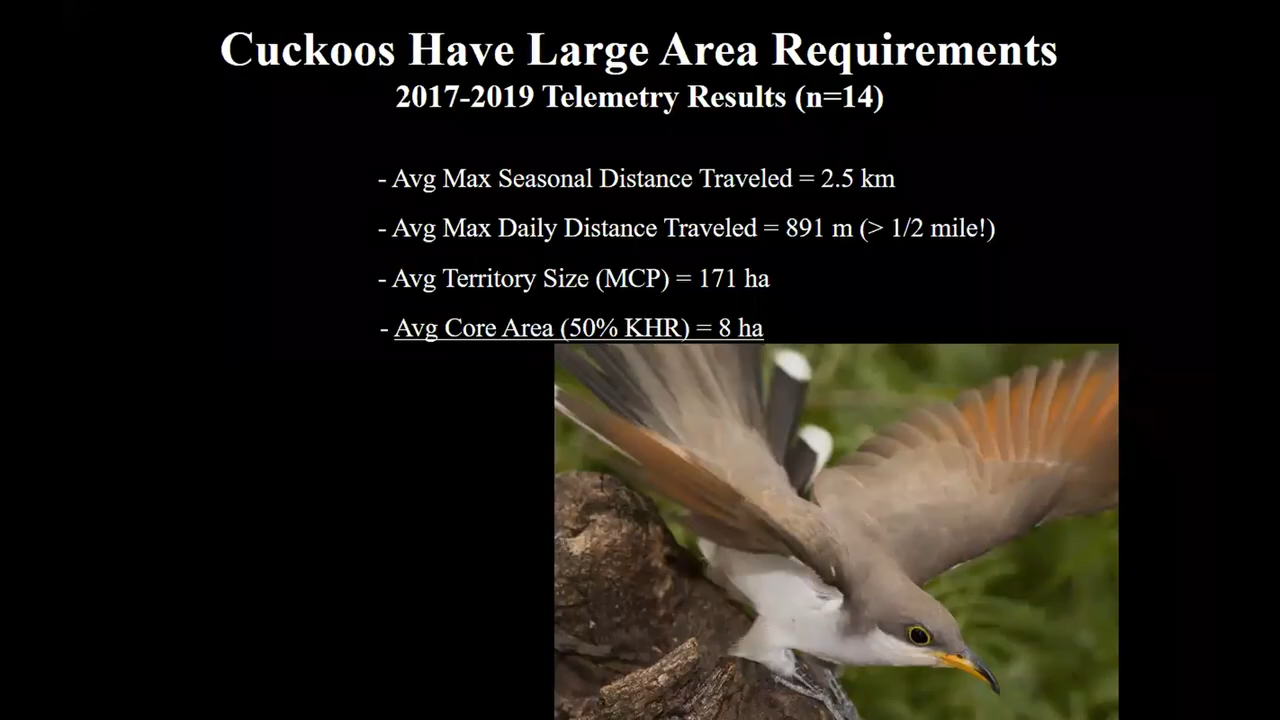 Cuckoos Have Large Area Requirements
2017-2019 Telemetry Results (n=14)
- Avg Max Seasonal Distance Traveled = 2.5 km
- Avg Max Daily Distance Traveled = 891 m (> 1/2 mile!)
- Avg Territory Size (MCP) = 171 ha
- Avg Core Area (50% KHR) = 8 ha